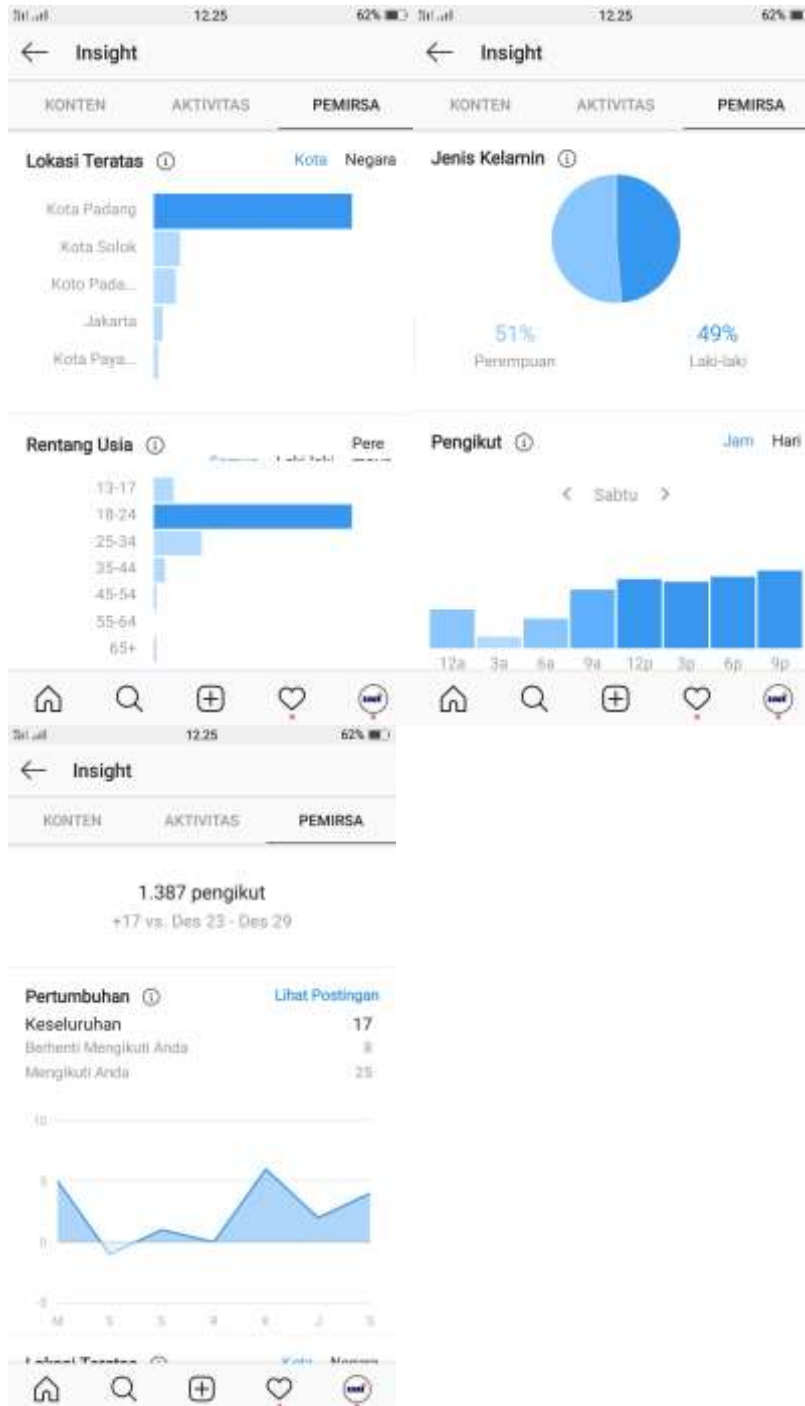 12.25 62%
Insight
KONTEN AKTIVITAS PEMIRSA
Lokasi Teratas Kota Negara
Kota Padang
Kota Solok
Koto Pada...
Jakarta
Kota Paya...
Rentang Usia Semua Laki-laki Pere
13-17
18-24
25-34
35-44
45-54
55-64
65+
12.25 62%
Insight
KONTEN AKTIVITAS PEMIRSA
Jenis Kelamin
51% 49%
Perempuan Laki-laki
Pengikut Jam Hari
< Sabtu >
12a 3a 6a 9a 12p 3p 6p 9p
12.25 62%
Insight
KONTEN AKTIVITAS PEMIRSA
1.387 pengikut
+17 vs. Des 23 - Des 29
Pertumbuhan Lihat Postingan
Keseluruhan 17
Berhenti Mengikuti Anda 8
Mengikuti Anda 25
10
5
0
-5
M S S R K J S
Lokasi Teratas Kota Negara